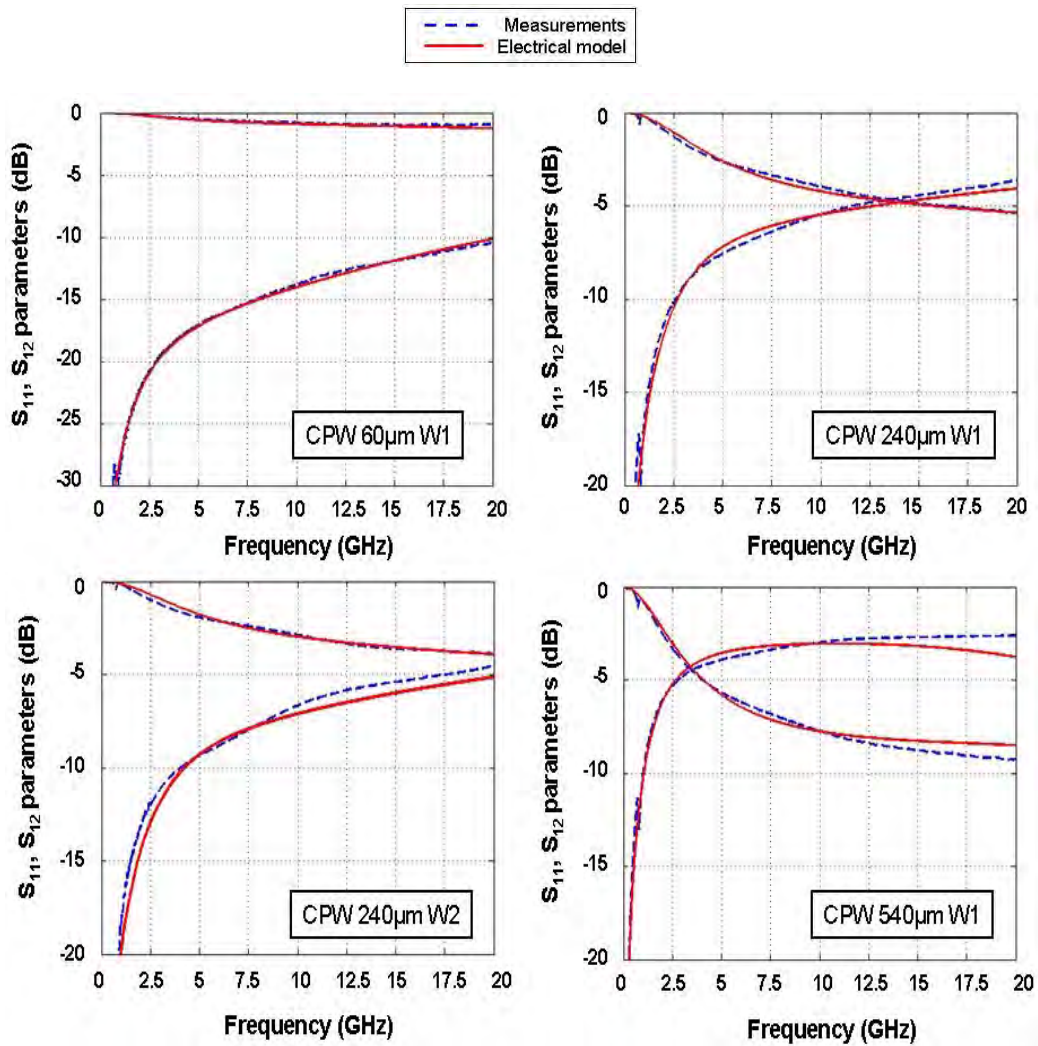 Measurements
Electrical model
S₁₁, S₁₂ parameters (dB)
0
-5
-10
-15
-20
-25
-30
CPW 60µm W1
0 2.5 5 7.5 10 12.5 15 17.5 20
Frequency (GHz)
S₁₁, S₁₂ parameters (dB)
0
-5
-10
-15
-20
CPW 240µm W1
0 2.5 5 7.5 10 12.5 15 17.5 20
Frequency (GHz)
S₁₁, S₁₂ parameters (dB)
0
-5
-10
-15
-20
CPW 240µm W2
0 2.5 5 7.5 10 12.5 15 17.5 20
Frequency (GHz)
S₁₁, S₁₂ parameters (dB)
0
-5
-10
-15
-20
CPW 540µm W1
0 2.5 5 7.5 10 12.5 15 17.5 20
Frequency (GHz)